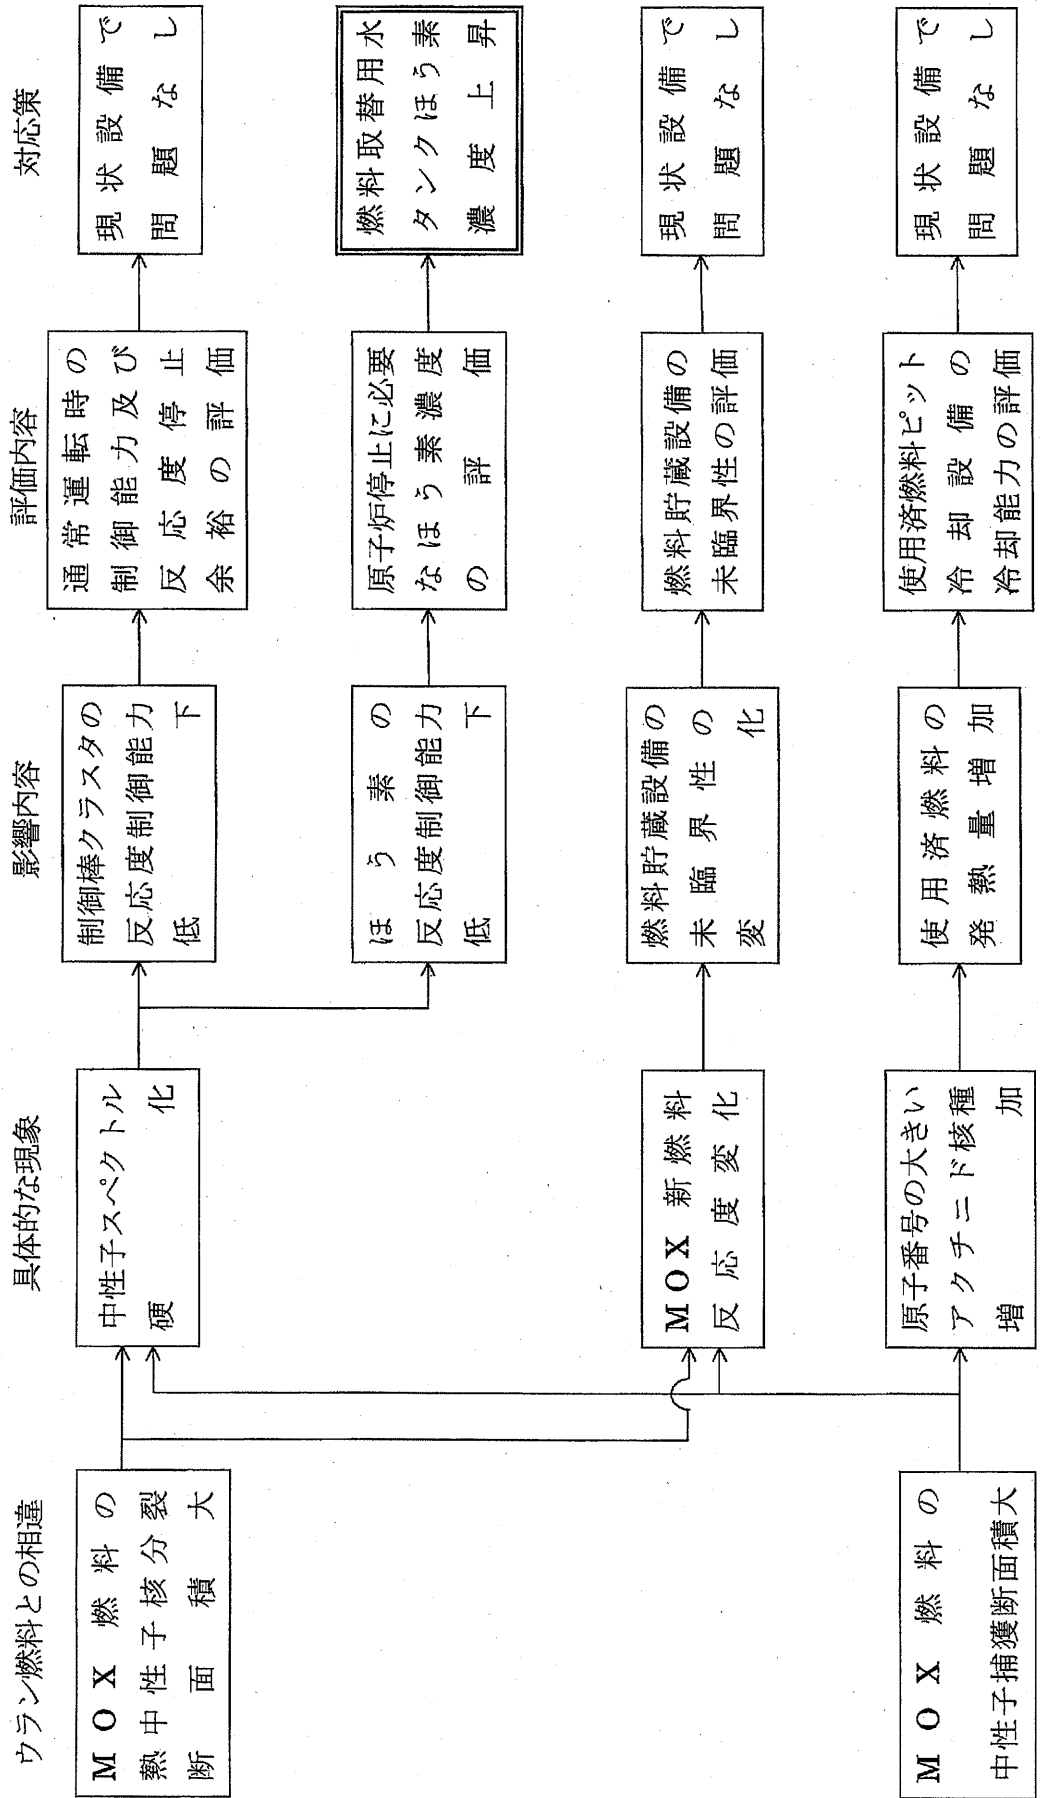 ウラン燃料との相違
具体的な現象
影響内容
評価内容
対応策
MOX 燃料の
熱中性子核分裂
断面積大
中性子スペクトル
硬化
制御棒クラスタの
反応度制御能力
低下
通常運転時の
制御能力及び
反応度停止
余裕の評価
現状設備で
問題なし
ほう素の
反応度制御能力
低下
原子炉停止に必要
なほう素濃度
の評価
燃料取替用水
タンクほう素
濃度上昇
MOX 新燃料
反応度変化
燃料貯蔵設備の
未臨界性の
変化
燃料貯蔵設備の
未臨界性の評価
現状設備で
問題なし
MOX 燃料の
中性子捕獲断面積大
原子番号の大きい
アクチニド核種
増加
使用済燃料の
発熱量増加
使用済燃料ピット
冷却設備の
冷却能力の評価
現状設備で
問題なし